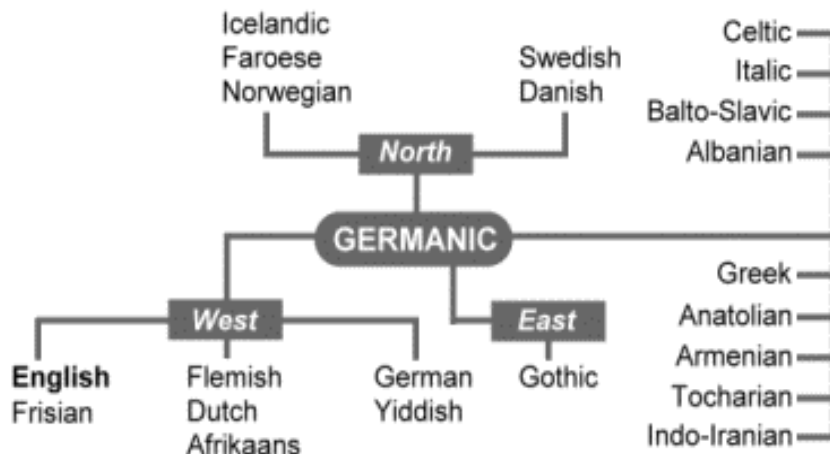 Icelandic
Faroese
Norwegian
Swedish
Danish
North
GERMANIC
West
East
English
Frisian
Flemish
Dutch
Afrikaans
German
Yiddish
Gothic
Celtic
Italic
Balto-Slavic
Albanian
Greek
Anatolian
Armenian
Tocharian
Indo-Iranian